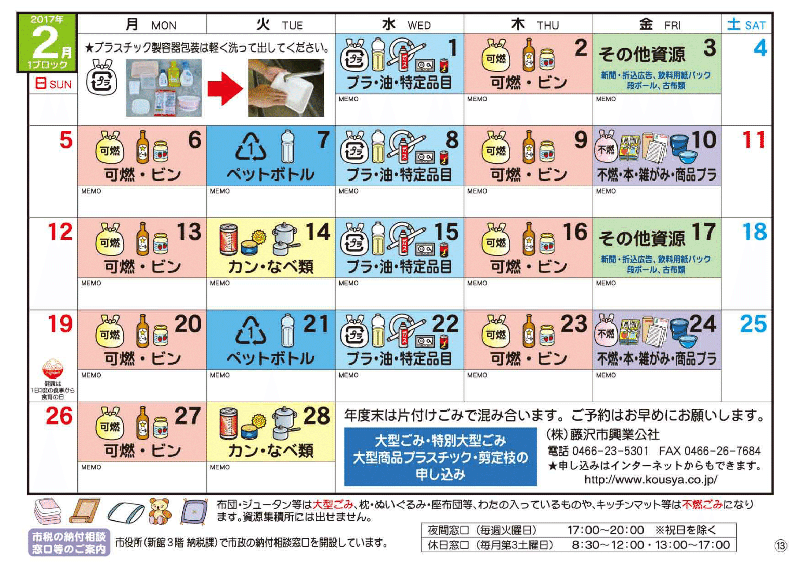 2017年
2月
1ブロック
月 MON
火 TUE
水 WED
木 THU
金 FRI
土 SAT
日 SUN
★プラスチック製容器包装は軽く洗って出してください。
プラ
プラ
1
プラ・油・特定品目
MEMO
可燃
2
可燃・ビン
MEMO
その他資源 3
新聞・折込広告、飲料用紙パック
段ボール、古布類
MEMO
4
5
可燃
6
可燃・ビン
MEMO
1
7
ペットボトル
MEMO
プラ
8
プラ・油・特定品目
MEMO
可燃
9
可燃・ビン
MEMO
不燃
10
不燃・本・雑がみ・商品プラ
MEMO
11
12
可燃
13
可燃・ビン
MEMO
14
カン・なべ類
MEMO
プラ
15
プラ・油・特定品目
MEMO
可燃
16
可燃・ビン
MEMO
その他資源 17
新聞・折込広告、飲料用紙パック
段ボール、古布類
MEMO
18
19
毎月19日は
食育の日
可燃
20
可燃・ビン
MEMO
1
21
ペットボトル
MEMO
プラ
22
プラ・油・特定品目
MEMO
可燃
23
可燃・ビン
MEMO
不燃
24
不燃・本・雑がみ・商品プラ
MEMO
25
26
可燃
27
可燃・ビン
MEMO
28
カン・なべ類
MEMO
年度末は片付けごみで混み合います。ご予約はお早めにお願いします。
大型ごみ・特別大型ごみ
大型商品プラスチック・剪定枝の
申し込み
(株)藤沢市興業公社
電話 0466-23-5301 FAX 0466-26-7684
★申し込みはインターネットからもできます。
http://www.kousya.co.jp/
布団・ジュータン等は大型ごみ、枕・ぬいぐるみ・座布団等、わたの入っているものや、キッチンマット等は不燃ごみになり
ます。資源集積所には出せません。
市税の納付相談
窓口等のご案内
市役所(新館3階 納税課)で市政の納付相談窓口を開設しています。
夜間窓口(毎週火曜日) 17:00~20:00 ※祝日を除く
休日窓口(毎月第3土曜日) 8:30~12:00・13:00~17:00
⑬